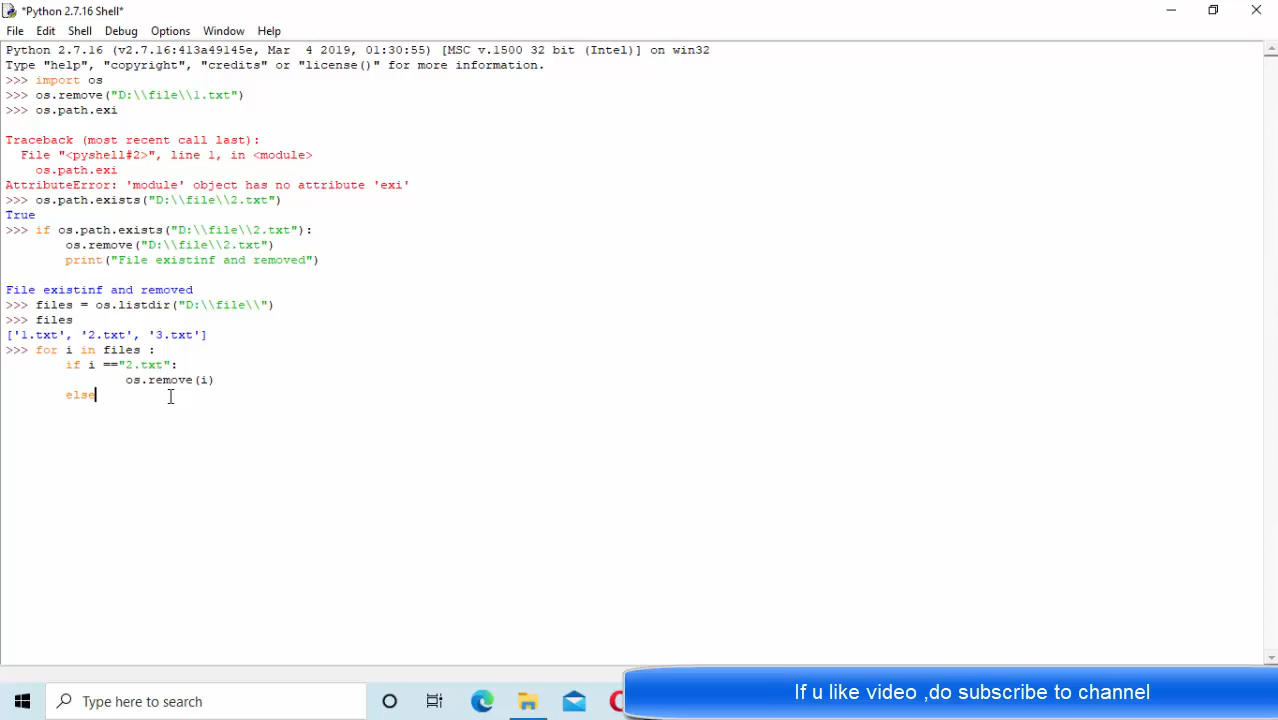 *Python 2.7.16 Shell*
File Edit Shell Debug Options Window Help
Python 2.7.16 (v2.7.16:413a49145e, Mar  4 2019, 01:30:55) [MSC v.1500 32 bit (Intel)] on win32
Type "help", "copyright", "credits" or "license()" for more information.
>>> import os
>>> os.remove("D:\\file\\1.txt")
>>> os.path.exi
Traceback (most recent call last):
  File "<pyshell#2>", line 1, in <module>
    os.path.exi
AttributeError: 'module' object has no attribute 'exi'
>>> os.path.exists("D:\\file\\2.txt")
True
>>> if os.path.exists("D:\\file\\2.txt"):
        os.remove("D:\\file\\2.txt")
        print("File existinf and removed")
File existinf and removed
>>> files = os.listdir("D:\\file\\")
>>> files
['1.txt', '2.txt', '3.txt']
>>> for i in files :
        if i =="2.txt":
                os.remove(i)
        else
Type here to search
If u like video ,do subscribe to channel